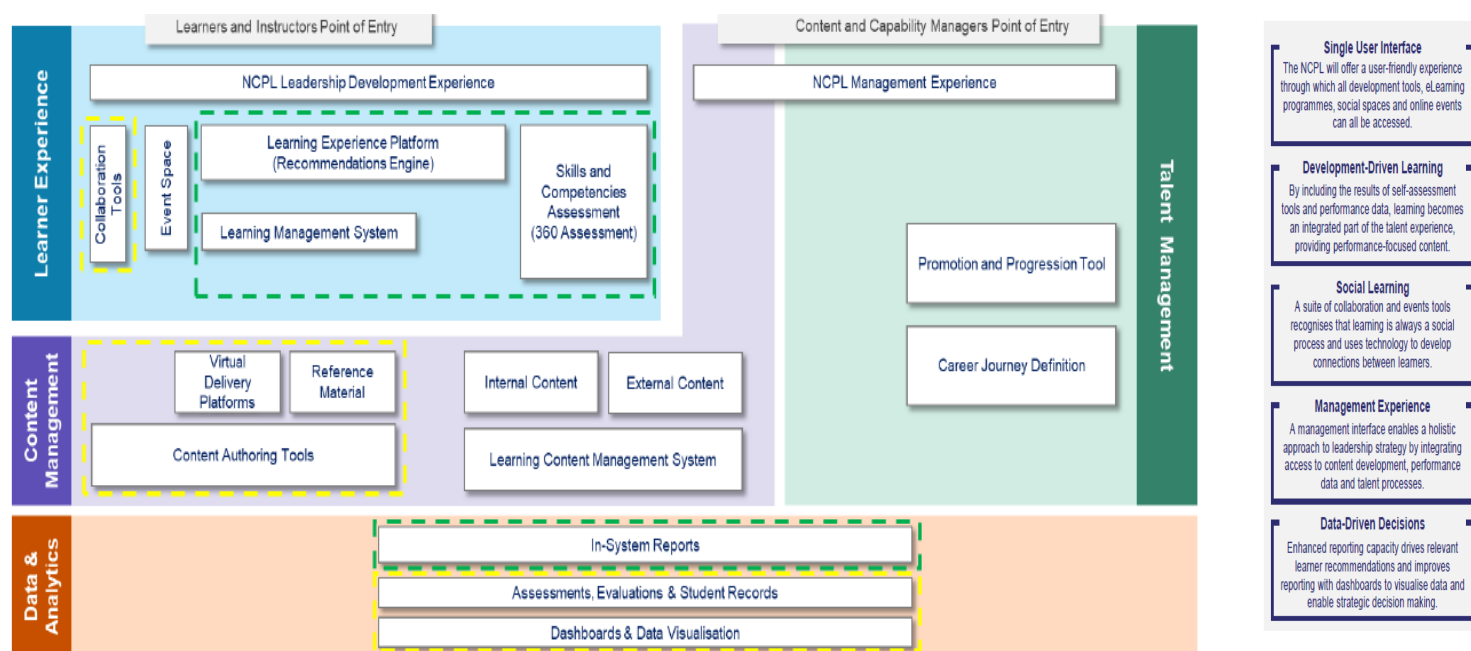 Learners and Instructors Point of Entry
Content and Capability Managers Point of Entry
Learner Experience
NCPL Leadership Development Experience
NCPL Management Experience
Collaboration
Tools
Event Space
Learning Experience Platform
(Recommendations Engine)
Learning Management System
Skills and
Competencies
Assessment
(360 Assessment)
Talent Management
Promotion and Progression Tool
Career Journey Definition
Content
Management
Virtual
Delivery
Platforms
Reference
Material
Content Authoring Tools
Internal Content
External Content
Learning Content Management System
Data &
Analytics
In-System Reports
Assessments, Evaluations & Student Records
Dashboards & Data Visualisation
Single User Interface
The NCPL will offer a user-friendly experience
through which all development tools, eLearning
programmes, social spaces and online events
can all be accessed.
Development-Driven Learning
By including the results of self-assessment
tools and performance data, learning becomes
an integrated part of the talent experience,
providing performance-focused content.
Social Learning
A suite of collaboration and events tools
recognises that learning is always a social
process and uses technology to develop
connections between learners.
Management Experience
A management interface enables a holistic
approach to leadership strategy by integrating
access to content development, performance
data and talent processes.
Data-Driven Decisions
Enhanced reporting capacity drives relevant
learner recommendations and improves
reporting with dashboards to visualise data and
enable strategic decision making.